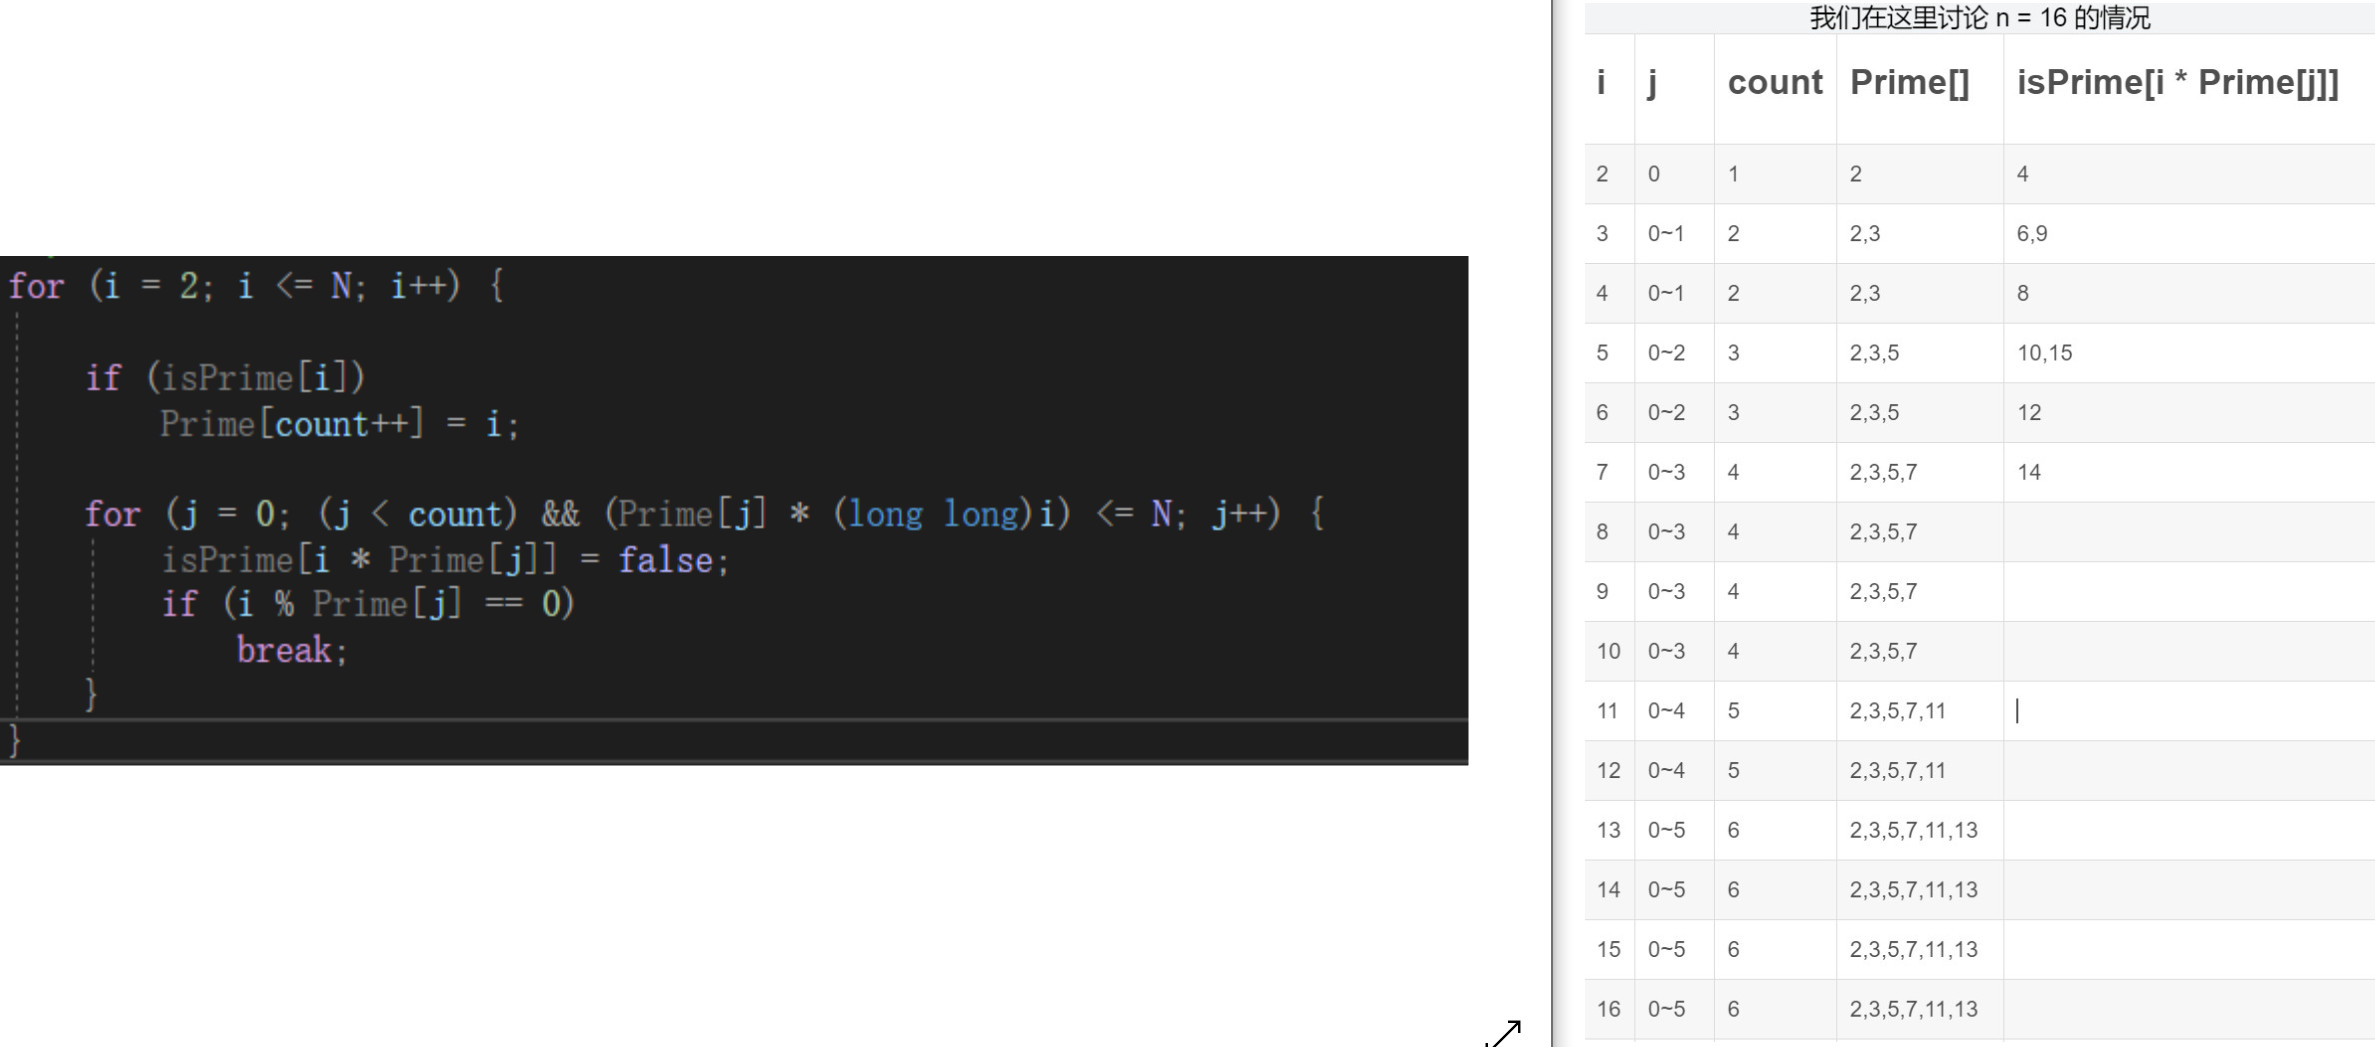 for (i = 2; i <= N; i++) {
if (isPrime[i])
Prime[count++] = i;
for (j = 0; (j < count) && (Prime[j] * (long long)i) <= N; j++) {
isPrime[i * Prime[j]] = false;
if (i % Prime[j] == 0)
break;
}
}
我们在这里讨论 n = 16 的情况
i j count Prime[] isPrime[i * Prime[j]]
2 0 1 2 4
3 0~1 2 2,3 6,9
4 0~1 2 2,3 8
5 0~2 3 2,3,5 10,15
6 0~2 3 2,3,5 12
7 0~3 4 2,3,5,7 14
8 0~3 4 2,3,5,7
9 0~3 4 2,3,5,7
10 0~3 4 2,3,5,7
11 0~4 5 2,3,5,7,11
12 0~4 5 2,3,5,7,11
13 0~5 6 2,3,5,7,11,13
14 0~5 6 2,3,5,7,11,13
15 0~5 6 2,3,5,7,11,13
16 0~5 6 2,3,5,7,11,13